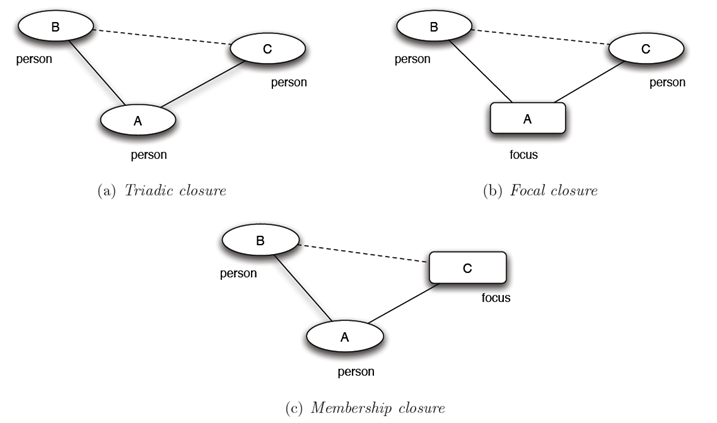 B
person
C
person
A
person
(a) Triadic closure
B
person
C
person
A
focus
(b) Focal closure
B
person
C
focus
A
person
(c) Membership closure